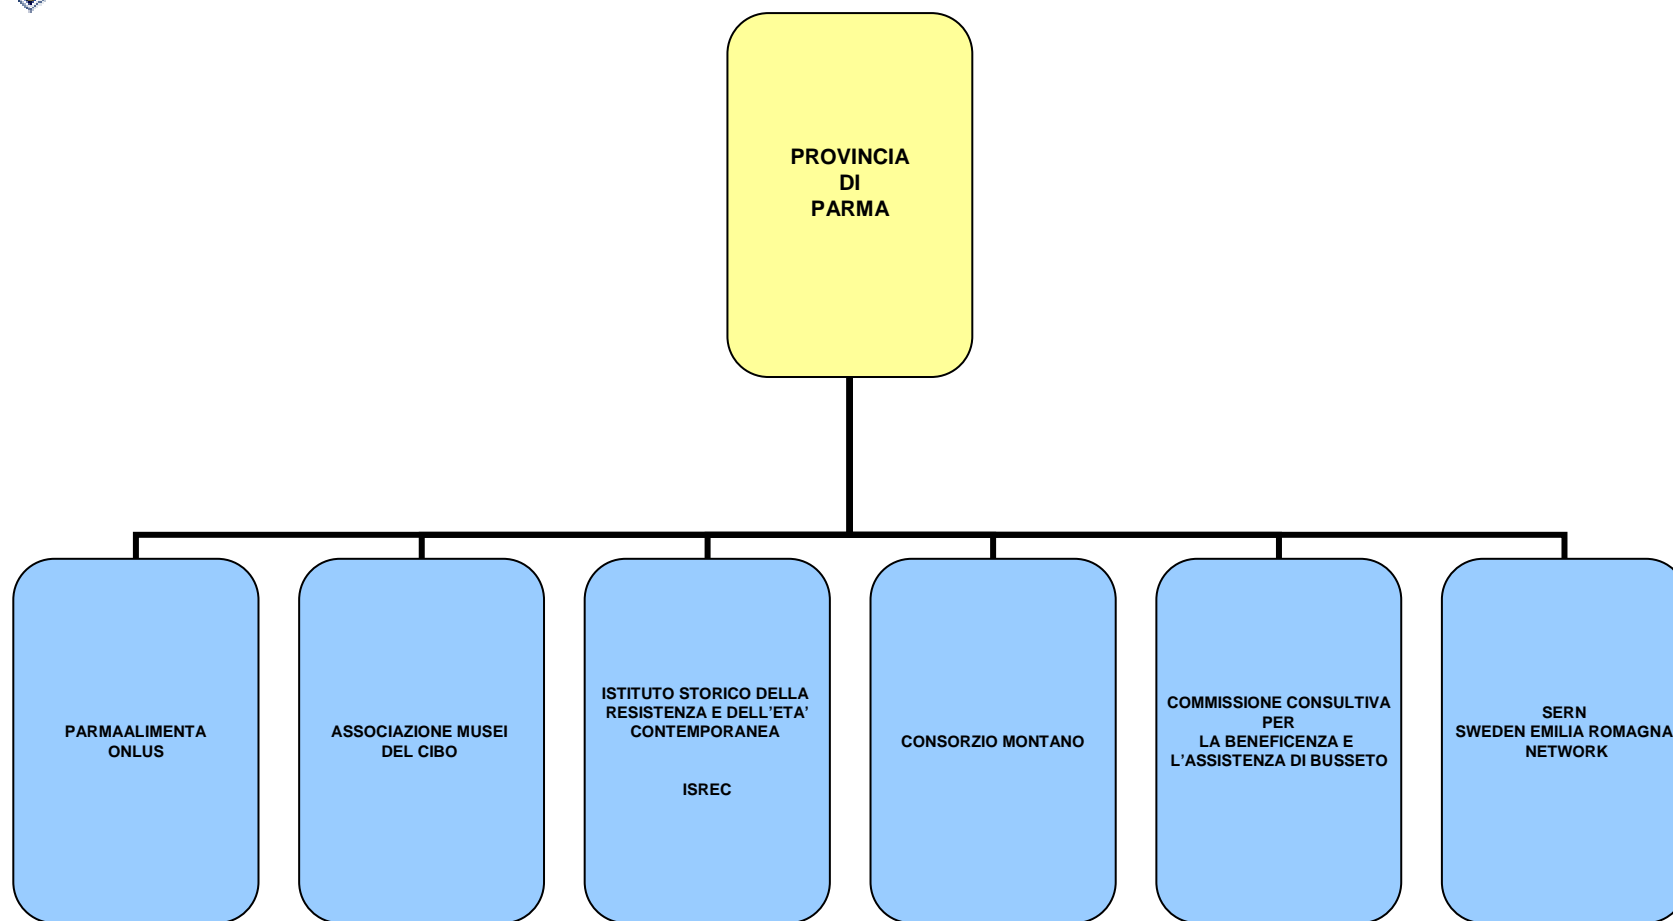 PROVINCIA
DI
PARMA
PARMAALIMENTA
ONLUS
ASSOCIAZIONE MUSEI
DEL CIBO
ISTITUTO STORICO DELLA
RESISTENZA E DELL'ETA'
CONTEMPORANEA
ISREC
CONSORZIO MONTANO
COMMISSIONE CONSULTIVA
PER
LA BENEFICENZA E
L'ASSISTENZA DI BUSSETO
SERN
SWEDEN EMILIA ROMAGNA
NETWORK